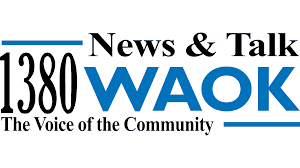 News & Talk
1380 WAOK
The Voice of the Community